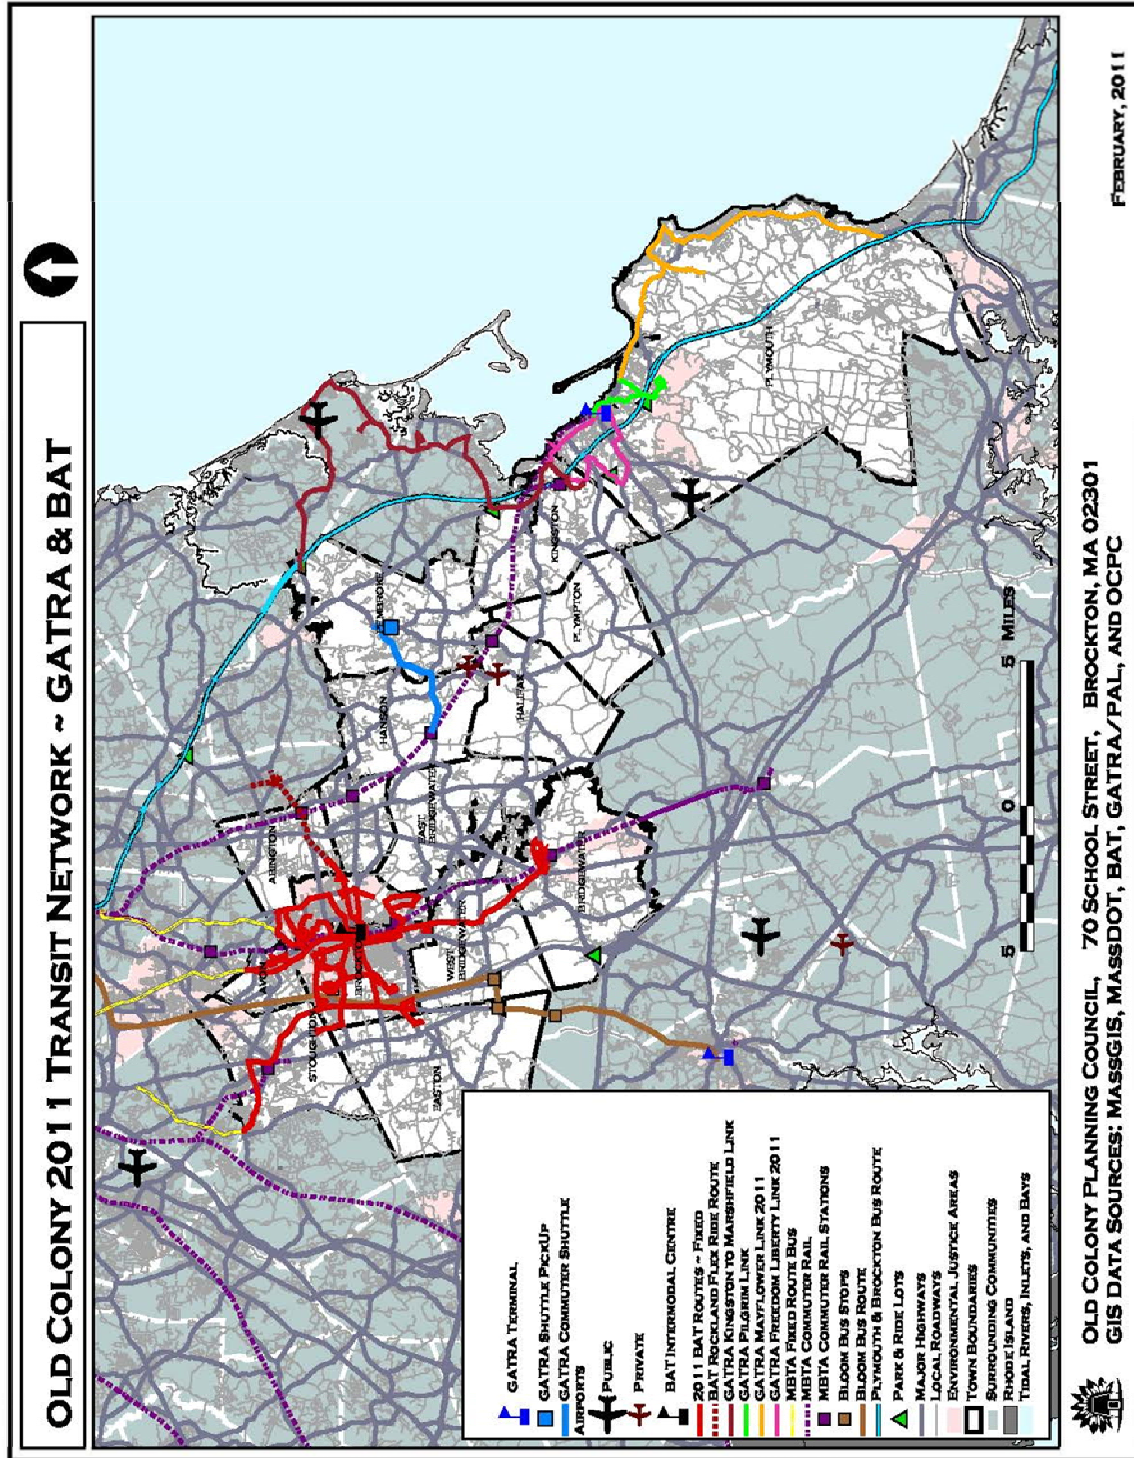 OLD COLONY 2011 TRANSIT NETWORK ~ GATRA & BAT
STOUGHTON
AVON
ABINGTON
BROCKTON
EASTON
WEST
BRIDGEWATER
EAST
BRIDGEWATER
HANSON
PEMBROKE
BRIDGEWATER
HALIFAX
PLYMPTON
KINGSTON
PLYMOUTH
GATRA TERMINAL
GATRA SHUTTLE PICKUP
GATRA COMMUTER SHUTTLE
AIRPORTS
PUBLIC
PRIVATE
BAT INTERMODAL CENTRE
2011 BAT ROUTES ~ FIXED
BAT ROCKLAND FLEX RIDE ROUTE
GATRA KINGSTON TO MARSHFIELD LINK
GATRA PILGRIM LINK
GATRA MAYFLOWER LINK 2011
GATRA FREEDOM LIBERTY LINK 2011
MBTA FIXED ROUTE BUS
MBTA COMMUTER RAIL
MBTA COMMUTER RAIL STATIONS
BLOOM BUS STOPS
BLOOM BUS ROUTE
PLYMOUTH & BROCKTON BUS ROUTE
PARK & RIDE LOTS
MAJOR HIGHWAYS
LOCAL ROADWAYS
ENVIRONMENTAL JUSTICE AREAS
TOWN BOUNDARIES
SURROUNDING COMMUNITIES
RHODE ISLAND
TIDAL RIVERS, INLETS, AND BAYS
5 0 5 MILES
OLD COLONY PLANNING COUNCIL, 70 SCHOOL STREET, BROCKTON, MA 02301
GIS DATA SOURCES: MASSGIS, MASSDOT, BAT, GATRA/PAL, AND OCPC
FEBRUARY, 2011